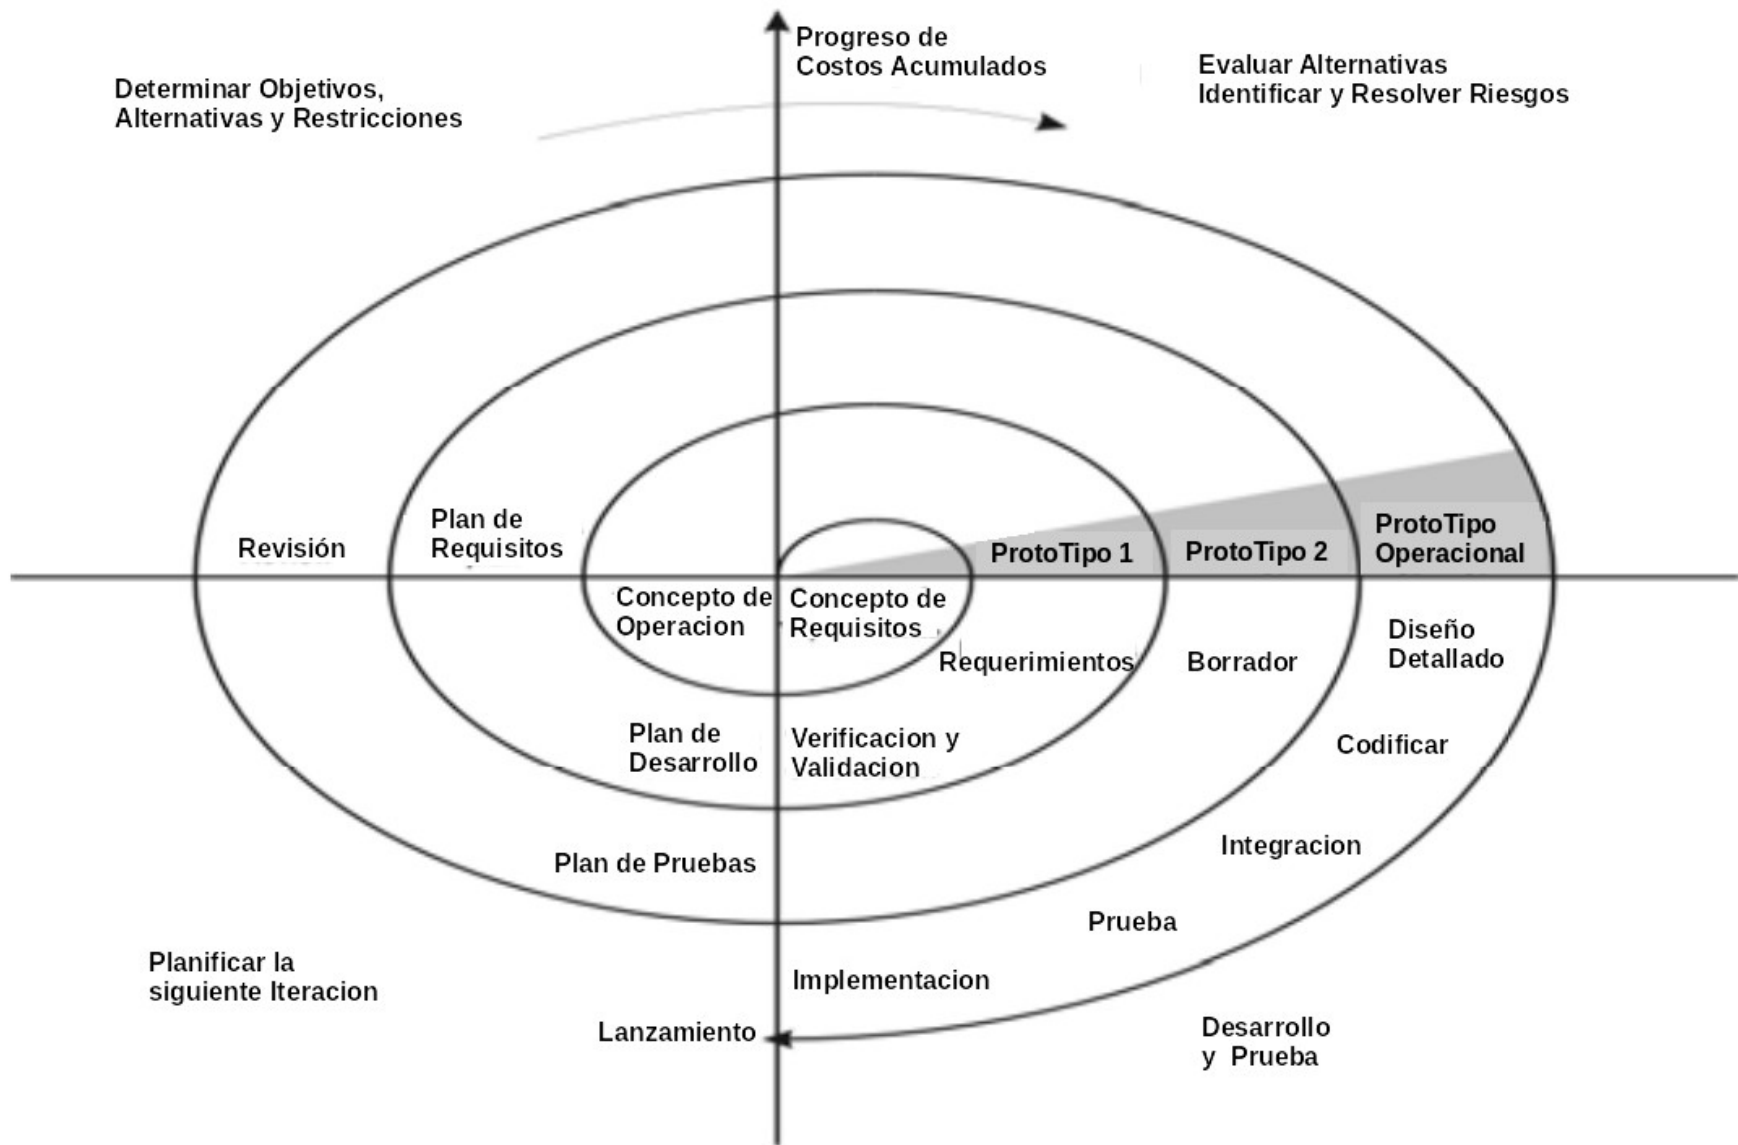 Progreso de
Costos Acumulados
Determinar Objetivos,
Alternativas y Restricciones
Evaluar Alternativas
Identificar y Resolver Riesgos
Revisión
Plan de
Requisitos
ProtoTipo 1
ProtoTipo 2
ProtoTipo
Operacional
Concepto de
Operacion
Concepto de
Requisitos
Requerimientos
Borrador
Diseño
Detallado
Plan de
Desarrollo
Verificacion y
Validacion
Codificar
Plan de Pruebas
Integracion
Prueba
Implementacion
Planificar la
siguiente Iteracion
Lanzamiento
Desarrollo
y Prueba